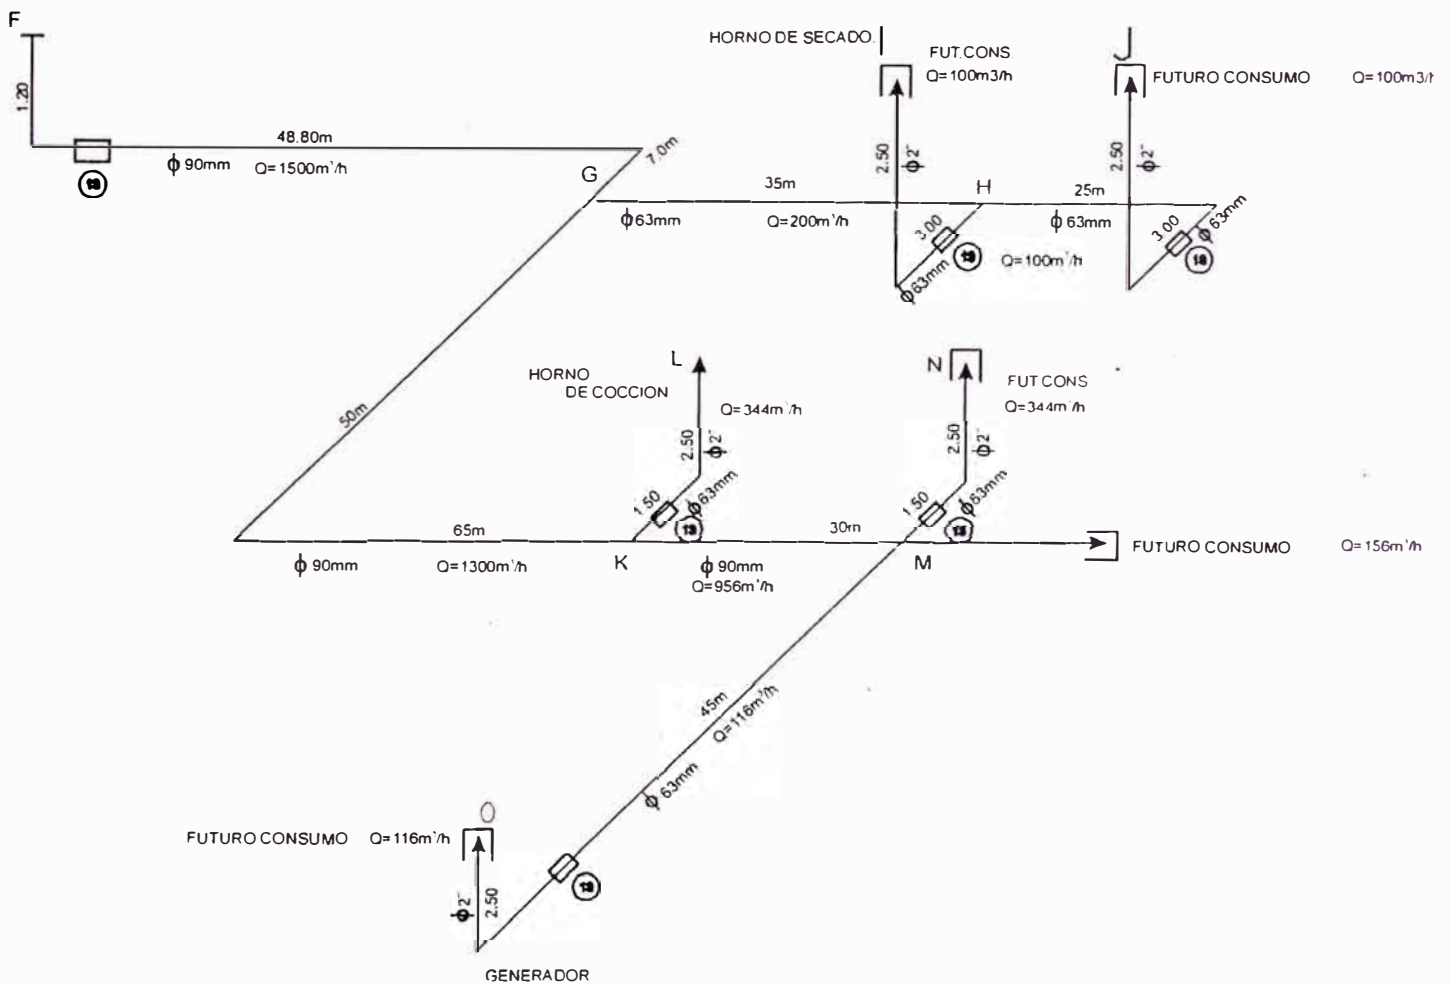 F
1.20
48.80m
ϕ 90mm Q=1500m³/h
7.0m
G
HORNO DE SECADO.
I
FUT.CONS.
Q=100m3/h
J
FUTURO CONSUMO Q=100m3/h
2.50
ϕ2"
2.50
ϕ2"
35m
H
25m
ϕ63mm
Q=200m³/h
ϕ 63mm
3.00
ϕ 63mm
Q=100m³/h
3.00
ϕ 63mm
50m
HORNO
DE COCCION
L
Q=344m³/h
2.50
ϕ2"
1.50
ϕ63mm
N
FUT CONS
Q=344m³/h
2.50
ϕ2"
1.50
ϕ63mm
65m
30m
ϕ 90mm
Q=1300m³/h
K
ϕ 90mm
Q=956m³/h
M
FUTURO CONSUMO Q=156m³/h
45m
Q=116m³/h
ϕ 63mm
O
FUTURO CONSUMO Q=116m³/h
ϕ2"
2.50
GENERADOR